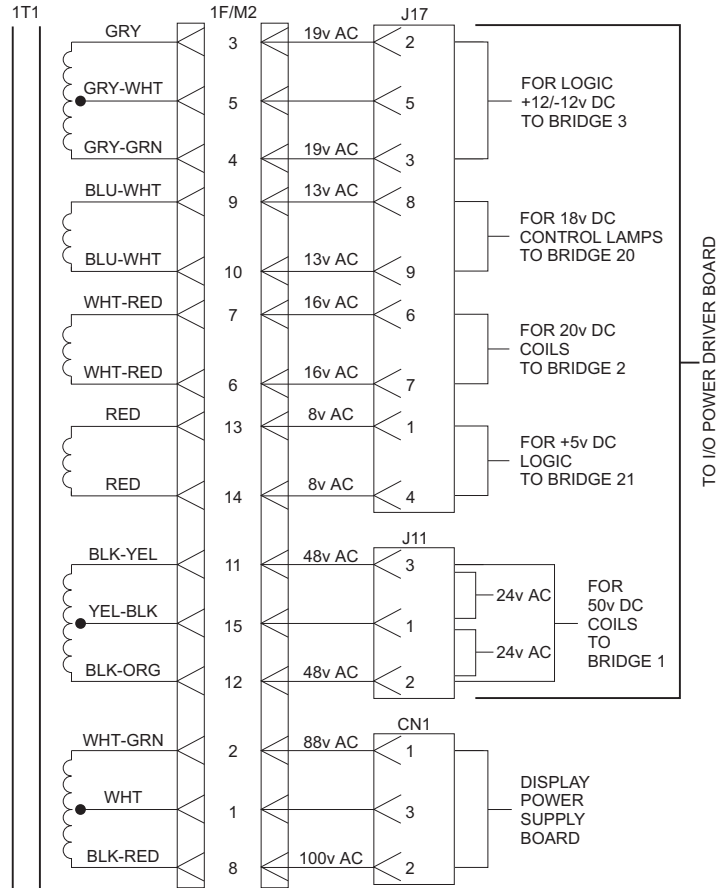 1T1 1F/M2 J17
GRY 3 19v AC 2
GRY-WHT 5 5
GRY-GRN 4 19v AC 3
FOR LOGIC
+12/-12v DC
TO BRIDGE 3
BLU-WHT 9 13v AC 8
BLU-WHT 10 13v AC 9
FOR 18v DC
CONTROL LAMPS
TO BRIDGE 20
WHT-RED 7 16v AC 6
WHT-RED 6 16v AC 7
FOR 20v DC
COILS
TO BRIDGE 2
RED 13 8v AC 1
RED 14 8v AC 4
FOR +5v DC
LOGIC
TO BRIDGE 21
TO I/O POWER DRIVER BOARD
J11
BLK-YEL 11 48v AC 3
YEL-BLK 15 1
BLK-ORG 12 48v AC 2
24v AC
24v AC
FOR
50v DC
COILS
TO
BRIDGE 1
CN1
WHT-GRN 2 88v AC 1
WHT 1 3
BLK-RED 8 100v AC 2
DISPLAY
POWER
SUPPLY
BOARD